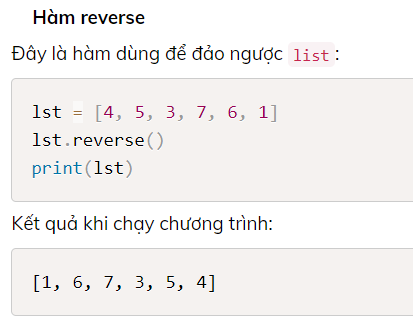 Hàm reverse
Đây là hàm dùng để đảo ngược list:
lst = [4, 5, 3, 7, 6, 1]
lst.reverse()
print(lst)
Kết quả khi chạy chương trình:
[1, 6, 7, 3, 5, 4]